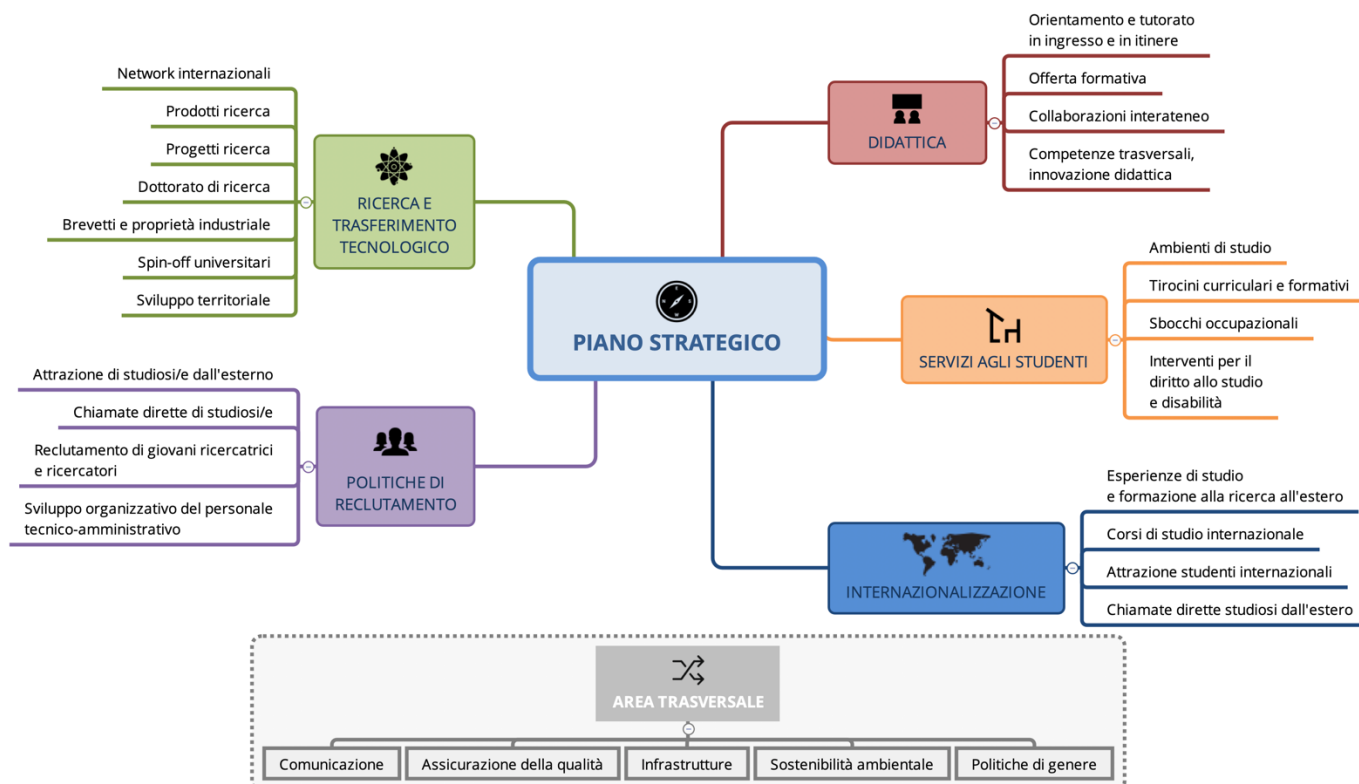 Network internazionali
Prodotti ricerca
Progetti ricerca
Dottorato di ricerca
Brevetti e proprietà industriale
Spin-off universitari
Sviluppo territoriale
RICERCA E
TRASFERIMENTO
TECNOLOGICO
Attrazione di studiosi/e dall'esterno
Chiamate dirette di studiosi/e
Reclutamento di giovani ricercatrici
e ricercatori
Sviluppo organizzativo del personale
tecnico-amministrativo
POLITICHE DI
RECLUTAMENTO
PIANO STRATEGICO
DIDATTICA
Orientamento e tutorato
in ingresso e in itinere
Offerta formativa
Collaborazioni interateneo
Competenze trasversali,
innovazione didattica
SERVIZI AGLI STUDENTI
Ambienti di studio
Tirocini curriculari e formativi
Sbocchi occupazionali
Interventi per il
diritto allo studio
e disabilità
INTERNAZIONALIZZAZIONE
Esperienze di studio
e formazione alla ricerca all'estero
Corsi di studio internazionale
Attrazione studenti internazionali
Chiamate dirette studiosi dall'estero
AREA TRASVERSALE
Comunicazione
Assicurazione della qualità
Infrastrutture
Sostenibilità ambientale
Politiche di genere